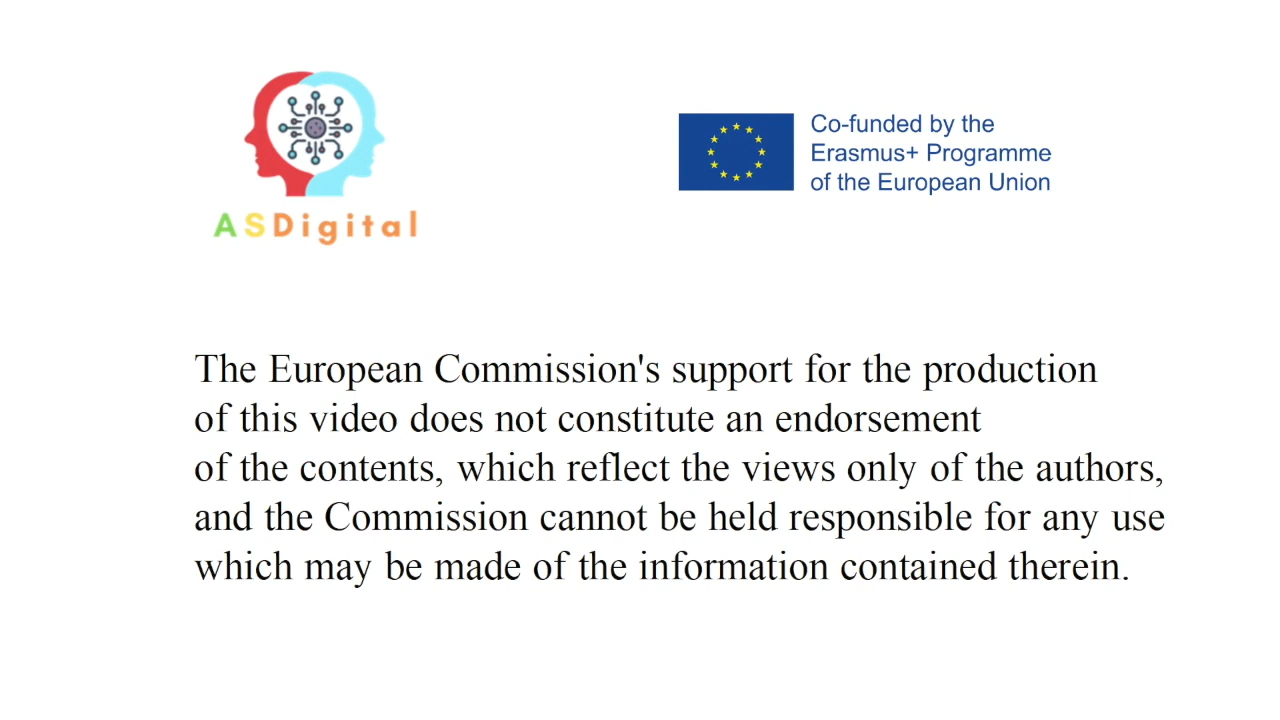 ASDigital
Co-funded by the
Erasmus+ Programme
of the European Union
The European Commission's support for the production
of this video does not constitute an endorsement
of the contents, which reflect the views only of the authors,
and the Commission cannot be held responsible for any use
which may be made of the information contained therein.